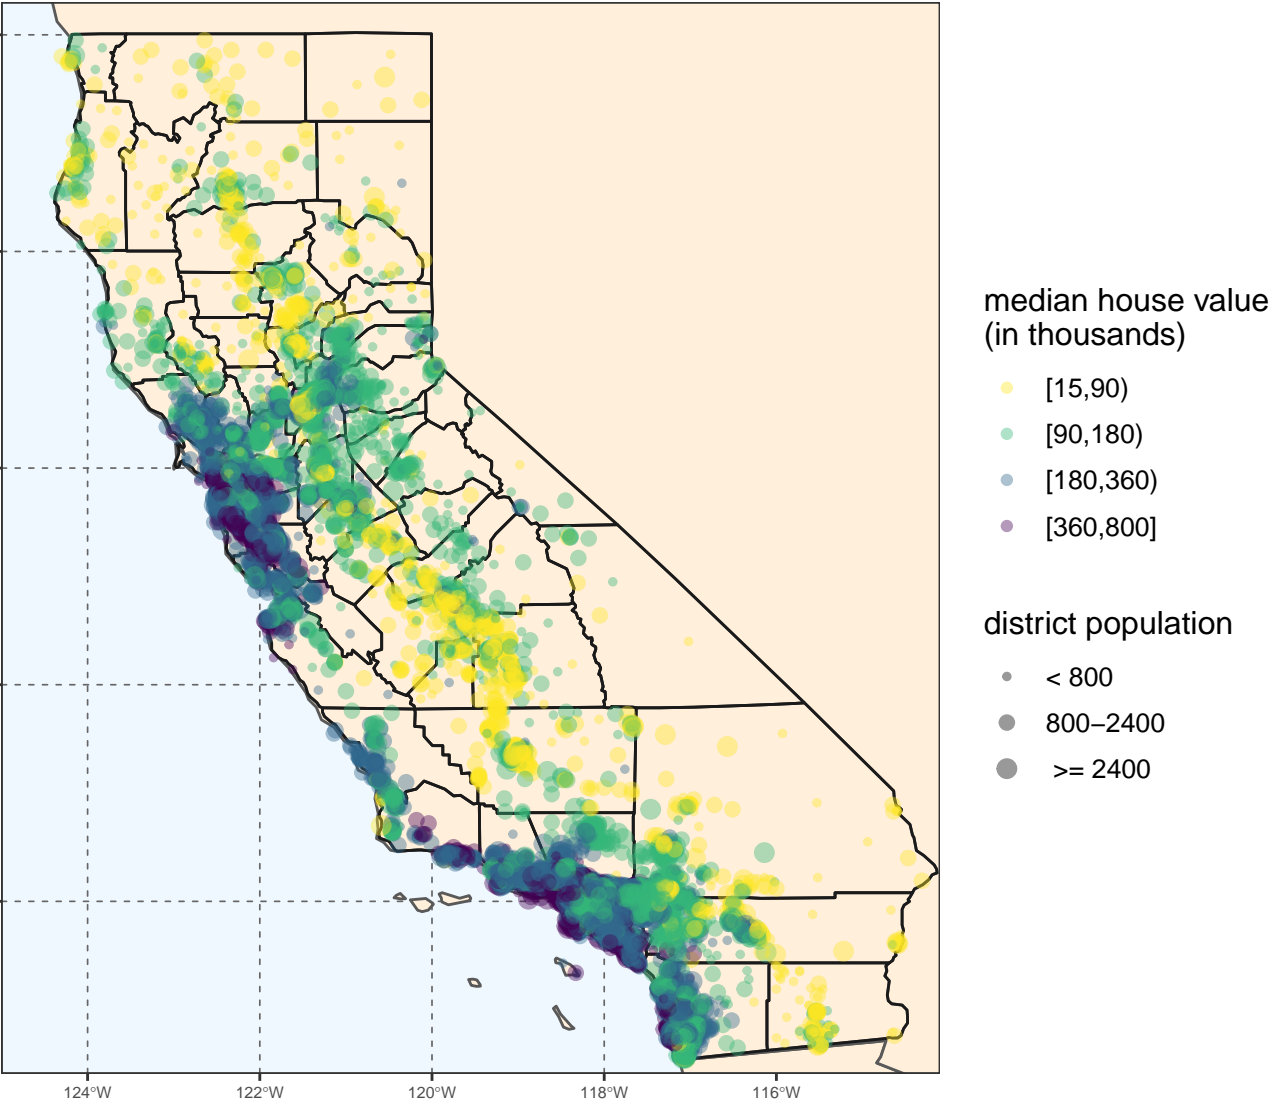 median house value
(in thousands)
[15,90)
[90,180)
[180,360)
[360,800]
district population
< 800
800–2400
>= 2400
124°W
122°W
120°W
118°W
116°W